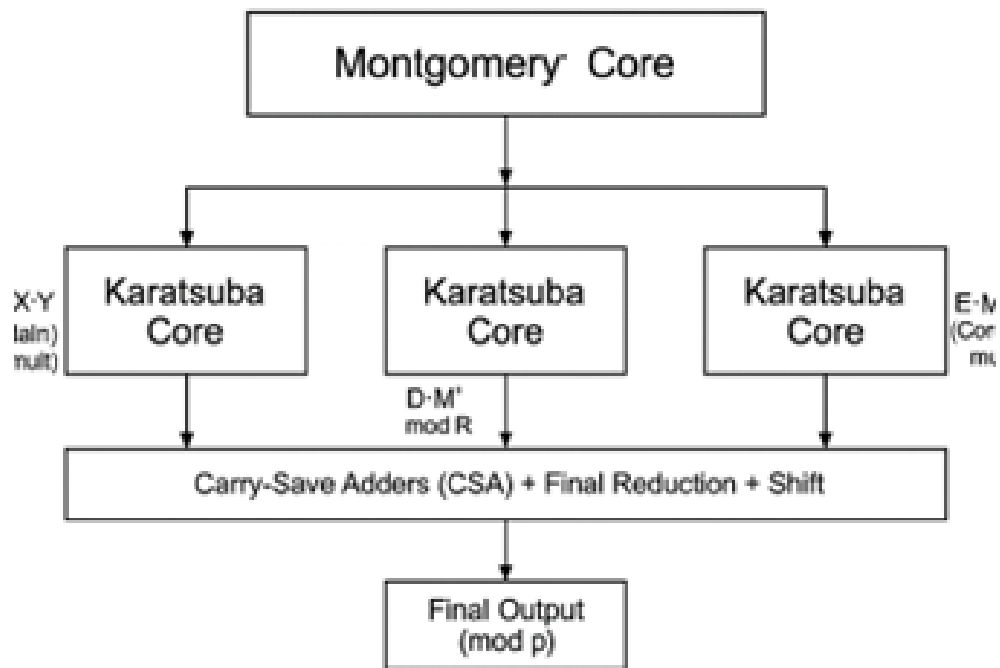 Montgomery Core
Karatsuba
Core
Karatsuba
Core
Karatsuba
Core
X·Y
mult)
D·M'
mod R
E·M
Carry-Save Adders (CSA) + Final Reduction + Shift
Final Output
(mod p)